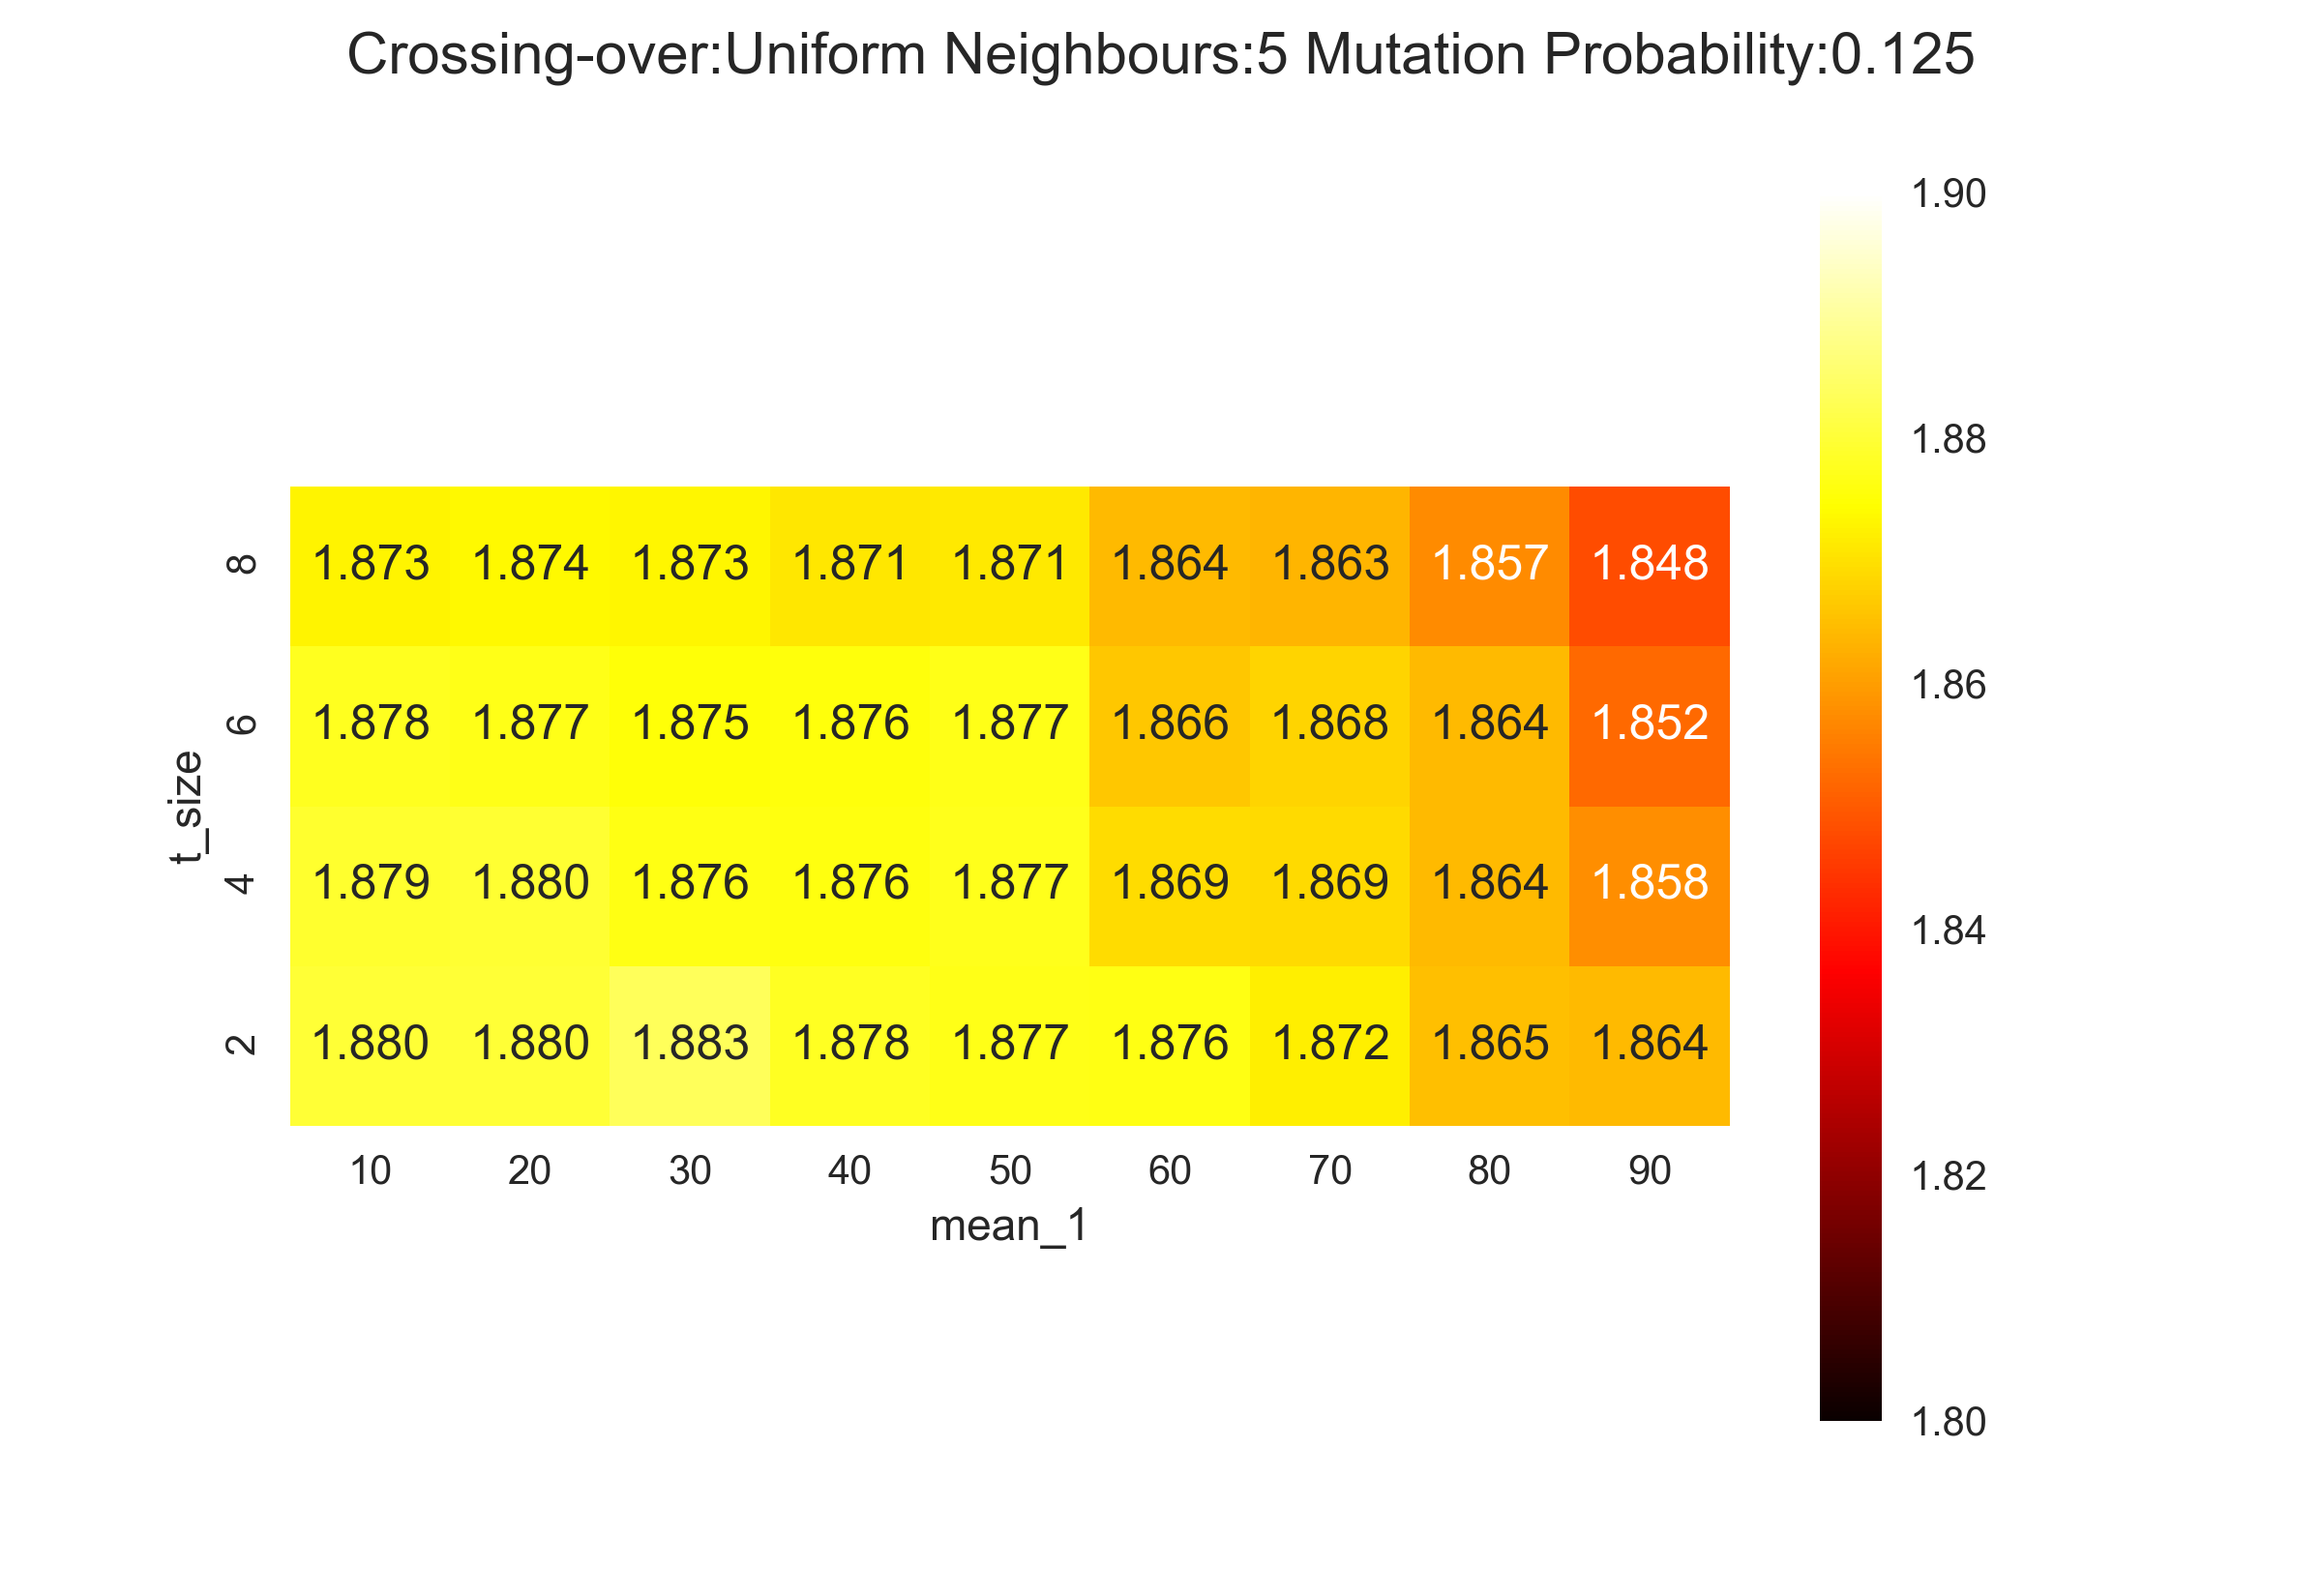 Crossing-over:Uniform Neighbours:5 Mutation Probability:0.125
t_size
8 1.873 1.874 1.873 1.871 1.871 1.864 1.863 1.857 1.848
6 1.878 1.877 1.875 1.876 1.877 1.866 1.868 1.864 1.852
4 1.879 1.880 1.876 1.876 1.877 1.869 1.869 1.864 1.858
2 1.880 1.880 1.883 1.878 1.877 1.876 1.872 1.865 1.864
10 20 30 40 50 60 70 80 90
mean_1
1.90
1.88
1.86
1.84
1.82
1.80